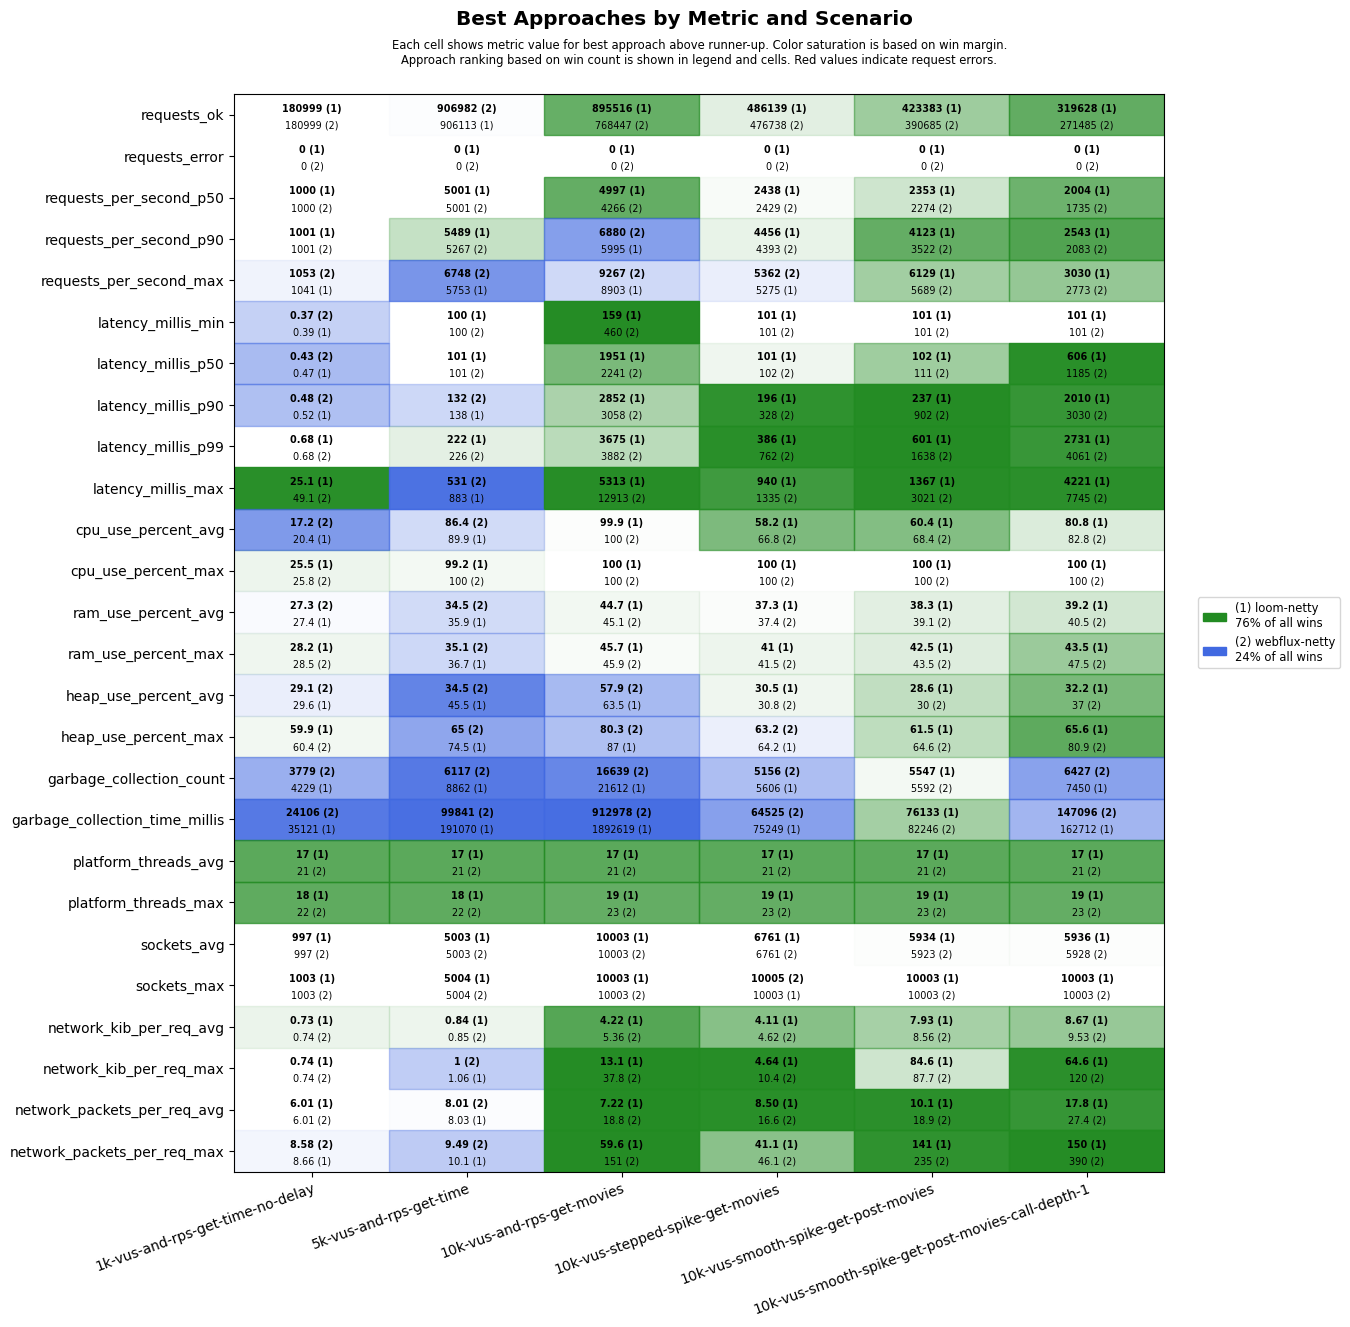 Best Approaches by Metric and Scenario
Each cell shows metric value for best approach above runner-up. Color saturation is based on win margin.
Approach ranking based on win count is shown in legend and cells. Red values indicate request errors.
requests_ok
180999 (1) 906982 (2) 895516 (1) 486139 (1) 423383 (1) 319628 (1)
180999 (2) 906113 (1) 768447 (2) 476738 (2) 390685 (2) 271485 (2)
requests_error
0 (1) 0 (1) 0 (1) 0 (1) 0 (1) 0 (1)
0 (2) 0 (2) 0 (2) 0 (2) 0 (2) 0 (2)
requests_per_second_p50
1000 (1) 5001 (1) 4997 (1) 2438 (1) 2353 (1) 2004 (1)
1000 (2) 5001 (2) 4266 (2) 2429 (2) 2274 (2) 1735 (2)
requests_per_second_p90
1001 (1) 5489 (1) 6880 (2) 4456 (1) 4123 (1) 2543 (1)
1001 (2) 5267 (2) 5995 (1) 4393 (2) 3522 (2) 2083 (2)
requests_per_second_max
1053 (2) 6748 (2) 9267 (2) 5362 (2) 6129 (1) 3030 (1)
1041 (1) 5753 (1) 8903 (1) 5275 (1) 5689 (2) 2773 (2)
latency_millis_min
0.37 (2) 100 (1) 159 (1) 101 (1) 101 (1) 101 (1)
0.39 (1) 100 (2) 460 (2) 101 (2) 101 (2) 101 (2)
latency_millis_p50
0.43 (2) 101 (1) 1951 (1) 101 (1) 102 (1) 606 (1)
0.47 (1) 101 (2) 2241 (2) 102 (2) 111 (2) 1185 (2)
latency_millis_p90
0.48 (2) 132 (2) 2852 (1) 196 (1) 237 (1) 2010 (1)
0.52 (1) 138 (1) 3058 (2) 328 (2) 902 (2) 3030 (2)
latency_millis_p99
0.68 (1) 222 (1) 3675 (1) 386 (1) 601 (1) 2731 (1)
0.68 (2) 226 (2) 3882 (2) 762 (2) 1638 (2) 4061 (2)
latency_millis_max
25.1 (1) 531 (2) 5313 (1) 940 (1) 1367 (1) 4221 (1)
49.1 (2) 883 (1) 12913 (2) 1335 (2) 3021 (2) 7745 (2)
cpu_use_percent_avg
17.2 (2) 86.4 (2) 99.9 (1) 58.2 (1) 60.4 (1) 80.8 (1)
20.4 (1) 89.9 (1) 100 (2) 66.8 (2) 68.4 (2) 82.8 (2)
cpu_use_percent_max
25.5 (1) 99.2 (1) 100 (1) 100 (1) 100 (1) 100 (1)
25.8 (2) 100 (2) 100 (2) 100 (2) 100 (2) 100 (2)
ram_use_percent_avg
27.3 (2) 34.5 (2) 44.7 (1) 37.3 (1) 38.3 (1) 39.2 (1)
27.4 (1) 35.9 (1) 45.1 (2) 37.4 (2) 39.1 (2) 40.5 (2)
ram_use_percent_max
28.2 (1) 35.1 (2) 45.7 (1) 41 (1) 42.5 (1) 43.5 (1)
28.5 (2) 36.7 (1) 45.9 (2) 41.5 (2) 43.5 (2) 47.5 (2)
heap_use_percent_avg
29.1 (2) 34.5 (2) 57.9 (2) 30.5 (1) 28.6 (1) 32.2 (1)
29.6 (1) 45.5 (1) 63.5 (1) 30.8 (2) 30 (2) 37 (2)
heap_use_percent_max
59.9 (1) 65 (2) 80.3 (2) 63.2 (2) 61.5 (1) 65.6 (1)
60.4 (2) 74.5 (1) 87 (1) 64.2 (1) 64.6 (2) 80.9 (2)
garbage_collection_count
3779 (2) 6117 (2) 16639 (2) 5156 (2) 5547 (1) 6427 (2)
4229 (1) 8862 (1) 21612 (1) 5606 (1) 5592 (2) 7450 (1)
garbage_collection_time_millis
24106 (2) 99841 (2) 912978 (2) 64525 (2) 76133 (1) 147096 (2)
35121 (1) 191070 (1) 1892619 (1) 75249 (1) 82246 (2) 162712 (1)
platform_threads_avg
17 (1) 17 (1) 17 (1) 17 (1) 17 (1) 17 (1)
21 (2) 21 (2) 21 (2) 21 (2) 21 (2) 21 (2)
platform_threads_max
18 (1) 18 (1) 19 (1) 19 (1) 19 (1) 19 (1)
22 (2) 22 (2) 23 (2) 23 (2) 23 (2) 23 (2)
sockets_avg
997 (1) 5003 (1) 10003 (1) 6761 (1) 5934 (1) 5936 (1)
997 (2) 5003 (2) 10003 (2) 6761 (2) 5923 (2) 5928 (2)
sockets_max
1003 (1) 5004 (1) 10003 (1) 10005 (2) 10003 (1) 10003 (1)
1003 (2) 5004 (2) 10003 (2) 10003 (1) 10003 (2) 10003 (2)
network_kib_per_req_avg
0.73 (1) 0.84 (1) 4.22 (1) 4.11 (1) 7.93 (1) 8.67 (1)
0.74 (2) 0.85 (2) 5.36 (2) 4.62 (2) 8.56 (2) 9.53 (2)
network_kib_per_req_max
0.74 (1) 1 (2) 13.1 (1) 4.64 (1) 84.6 (1) 64.6 (1)
0.74 (2) 1.06 (1) 37.8 (2) 10.4 (2) 87.7 (2) 120 (2)
network_packets_per_req_avg
6.01 (1) 8.01 (2) 7.22 (1) 8.50 (1) 10.1 (1) 17.8 (1)
6.01 (2) 8.03 (1) 18.8 (2) 16.6 (2) 18.9 (2) 27.4 (2)
network_packets_per_req_max
8.58 (2) 9.49 (2) 59.6 (1) 41.1 (1) 141 (1) 150 (1)
8.66 (1) 10.1 (1) 151 (2) 46.1 (2) 235 (2) 390 (2)
1k-vus-and-rps-get-time-no-delay
5k-vus-and-rps-get-time
10k-vus-and-rps-get-movies
10k-vus-stepped-spike-get-movies
10k-vus-smooth-spike-get-post-movies
10k-vus-smooth-spike-get-post-movies-call-depth-1
(1) loom-netty
76% of all wins
(2) webflux-netty
24% of all wins